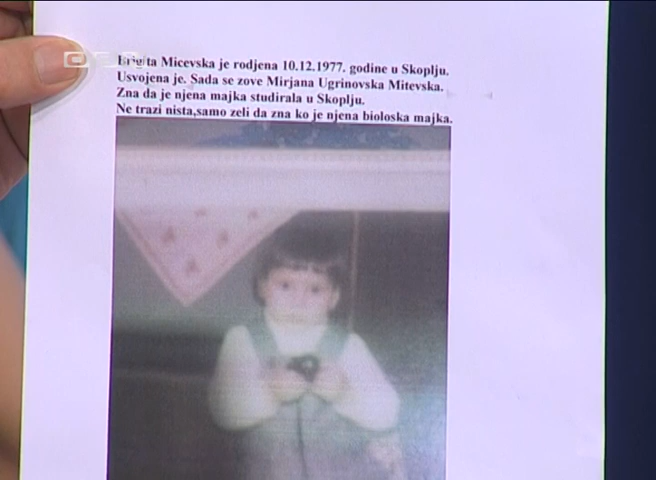 Brigita Micevska je rodjena 10.12.1977. godine u Skoplju.
Usvojena je. Sada se zove Mirjana Ugrinovska Mitevska.
Zna da je njena majka studirala u Skoplju.
Ne trazi nista,samo zeli da zna ko je njena bioloska majka.